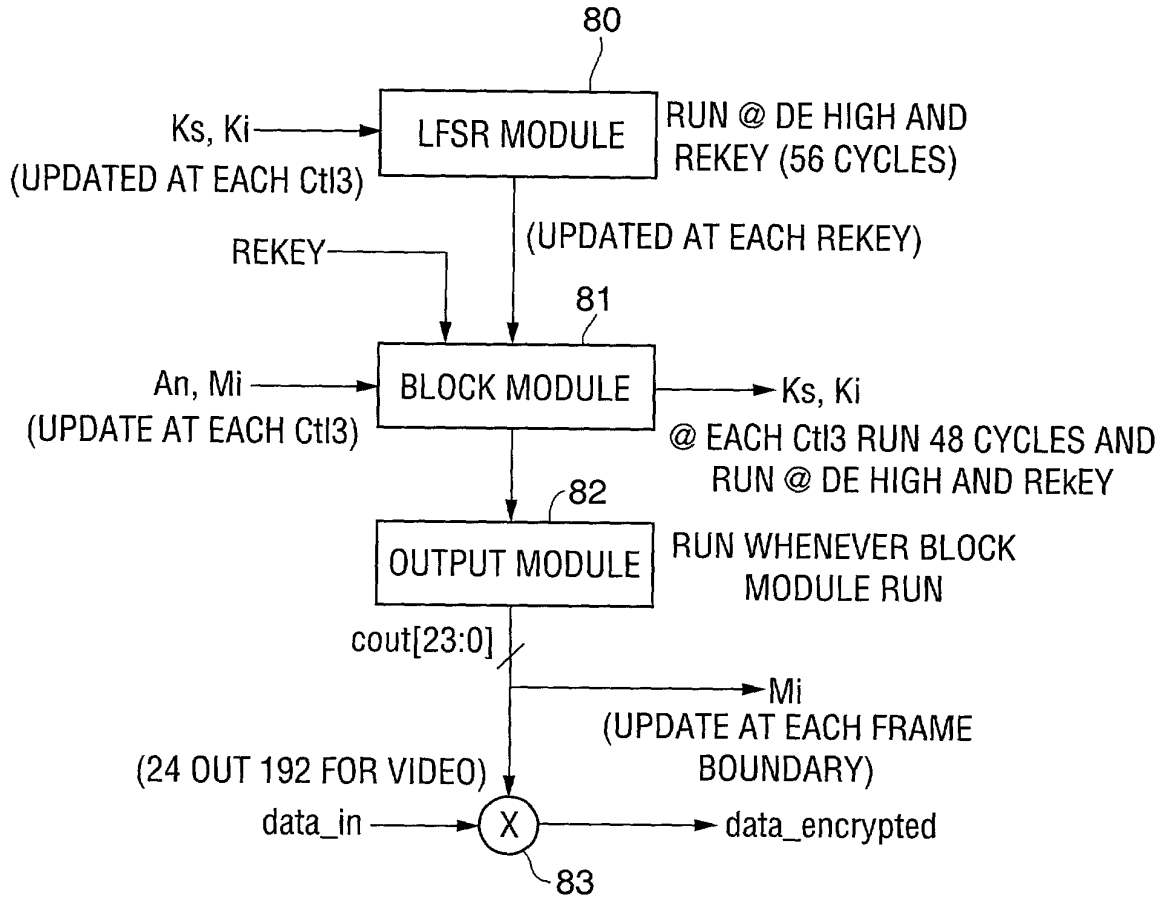 80
Ks, Ki
(UPDATED AT EACH Ctl3)
LFSR MODULE
RUN @ DE HIGH AND
REKEY (56 CYCLES)
(UPDATED AT EACH REKEY)
REKEY
81
An, Mi
(UPDATE AT EACH Ctl3)
BLOCK MODULE
Ks, Ki
@ EACH Ctl3 RUN 48 CYCLES AND
RUN @ DE HIGH AND REkEY
82
OUTPUT MODULE
RUN WHENEVER BLOCK
MODULE RUN
cout[23:0]
Mi
(UPDATE AT EACH FRAME
BOUNDARY)
(24 OUT 192 FOR VIDEO)
data_in
X
data_encrypted
83